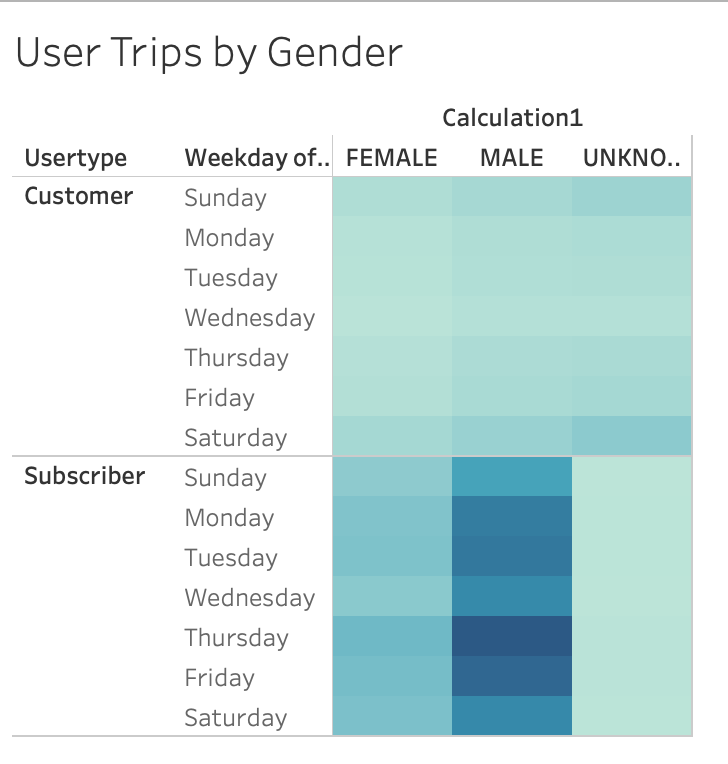 User Trips by Gender
Calculation1
Usertype Weekday of.. FEMALE MALE UNKNO..
Customer Sunday
Monday
Tuesday
Wednesday
Thursday
Friday
Saturday
Subscriber Sunday
Monday
Tuesday
Wednesday
Thursday
Friday
Saturday